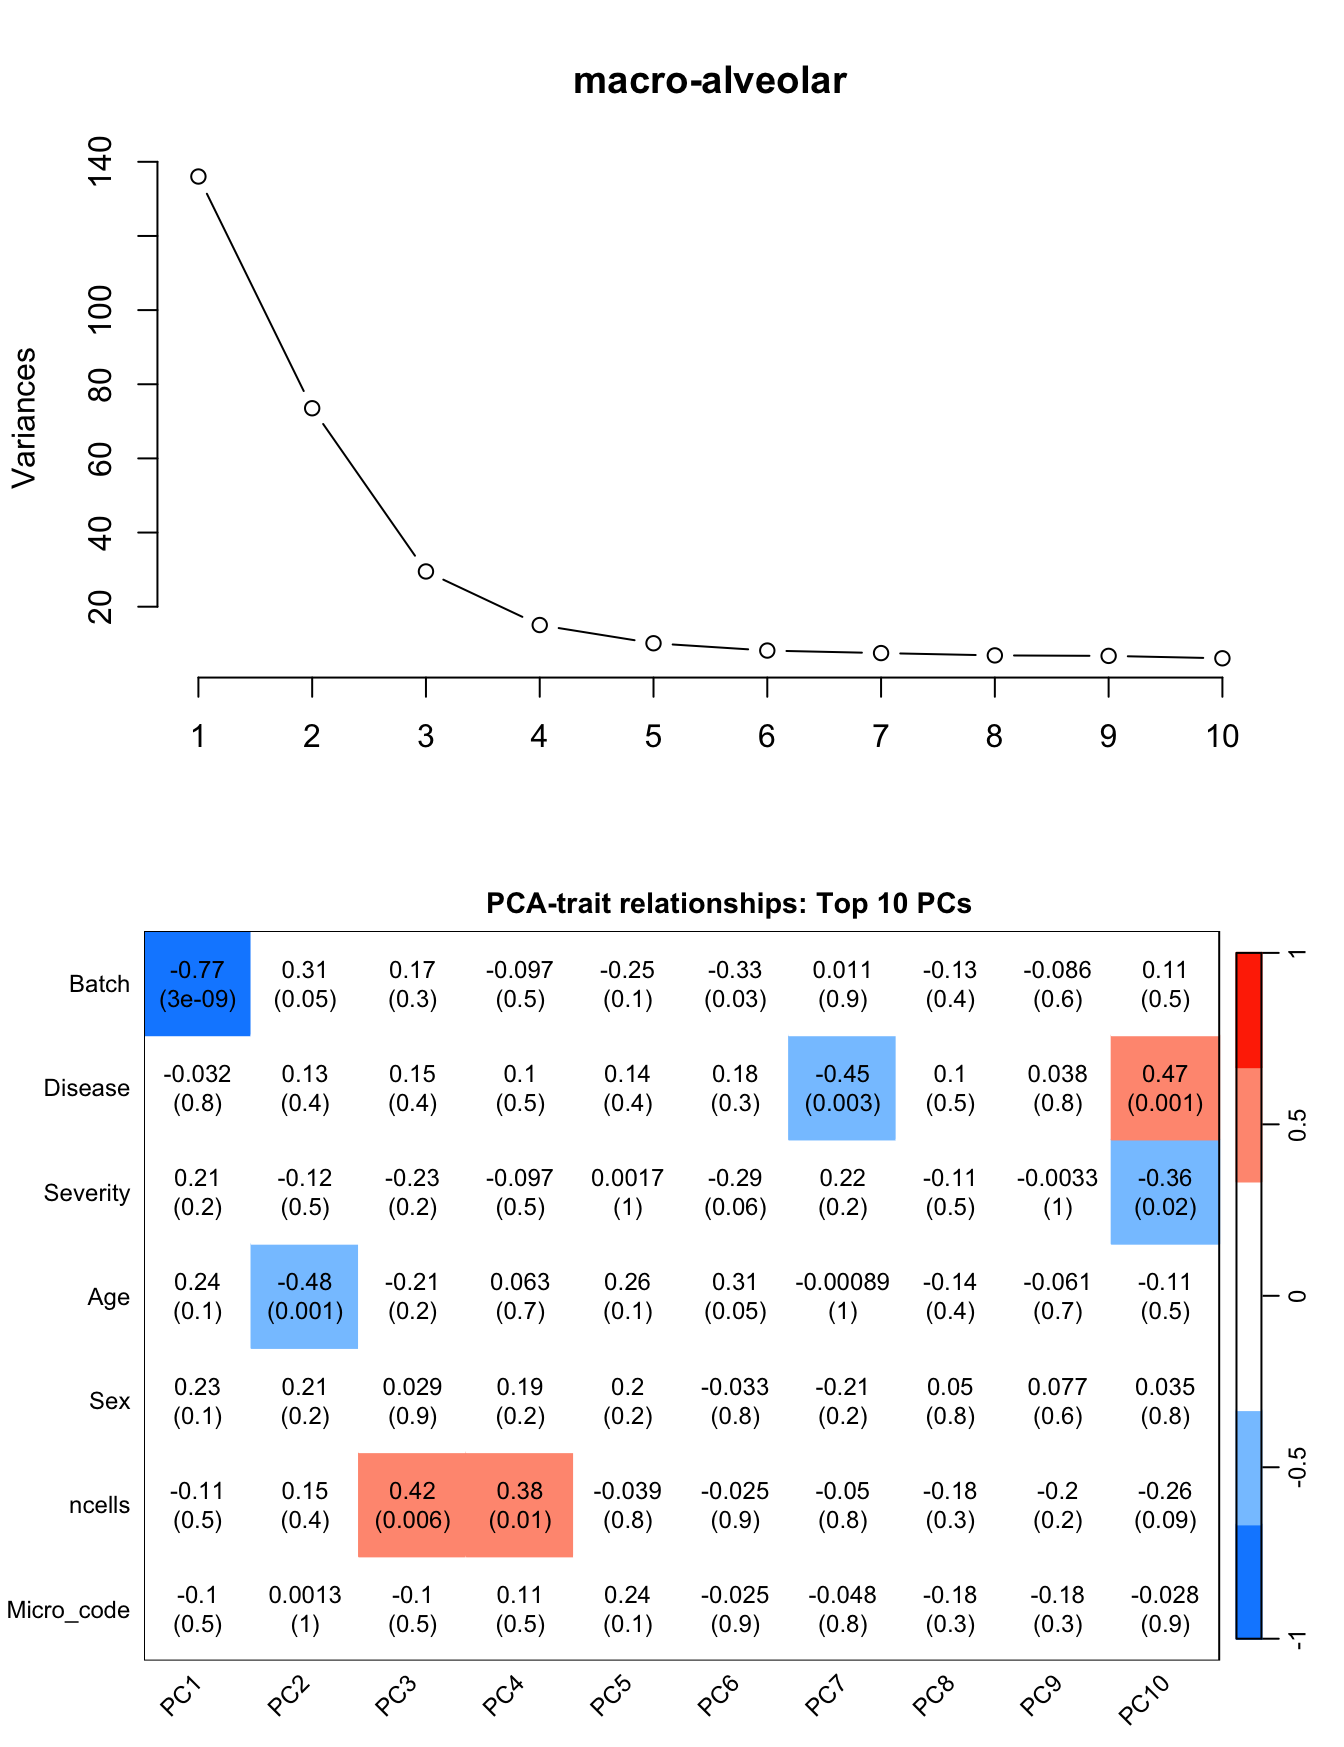 macro-alveolar
Variances
140
100
80
60
40
20
1 2 3 4 5 6 7 8 9 10
PCA-trait relationships: Top 10 PCs
Batch -0.77 0.31 0.17 -0.097 -0.25 -0.33 0.011 -0.13 -0.086 0.11
(3e-09) (0.05) (0.3) (0.5) (0.1) (0.03) (0.9) (0.4) (0.6) (0.5)
Disease -0.032 0.13 0.15 0.1 0.14 0.18 -0.45 0.1 0.038 0.47
(0.8) (0.4) (0.4) (0.5) (0.4) (0.3) (0.003) (0.5) (0.8) (0.001)
Severity 0.21 -0.12 -0.23 -0.097 0.0017 -0.29 0.22 -0.11 -0.0033 -0.36
(0.2) (0.5) (0.2) (0.5) (1) (0.06) (0.2) (0.5) (1) (0.02)
Age 0.24 -0.48 -0.21 0.063 0.26 0.31 -0.00089 -0.14 -0.061 -0.11
(0.1) (0.001) (0.2) (0.7) (0.1) (0.05) (1) (0.4) (0.7) (0.5)
Sex 0.23 0.21 0.029 0.19 0.2 -0.033 -0.21 0.05 0.077 0.035
(0.1) (0.2) (0.9) (0.2) (0.2) (0.8) (0.2) (0.8) (0.6) (0.8)
ncells -0.11 0.15 0.42 0.38 -0.039 -0.025 -0.05 -0.18 -0.2 -0.26
(0.5) (0.4) (0.006) (0.01) (0.8) (0.9) (0.8) (0.3) (0.2) (0.09)
Micro_code -0.1 0.0013 -0.1 0.11 0.24 -0.025 -0.048 -0.18 -0.18 -0.028
(0.5) (1) (0.5) (0.5) (0.1) (0.9) (0.8) (0.3) (0.3) (0.9)
PC1 PC2 PC3 PC4 PC5 PC6 PC7 PC8 PC9 PC10
1
0.5
0
-0.5
-1